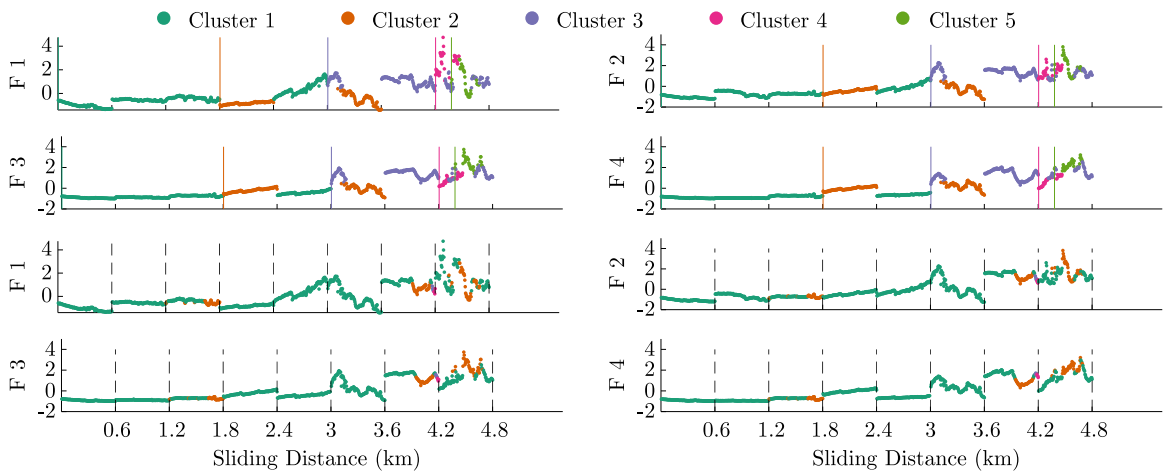 Cluster 1 Cluster 2 Cluster 3 Cluster 4 Cluster 5
F 1 4 2 0
F 2 4 2 0 −2
F 3 4 2 0 −2
F 4 4 2 0 −2
F 1 4 2 0
F 2 4 2 0 −2
F 3 4 2 0 −2
F 4 4 2 0 −2
0.6 1.2 1.8 2.4 3 3.6 4.2 4.8
0.6 1.2 1.8 2.4 3 3.6 4.2 4.8
Sliding Distance (km)
Sliding Distance (km)